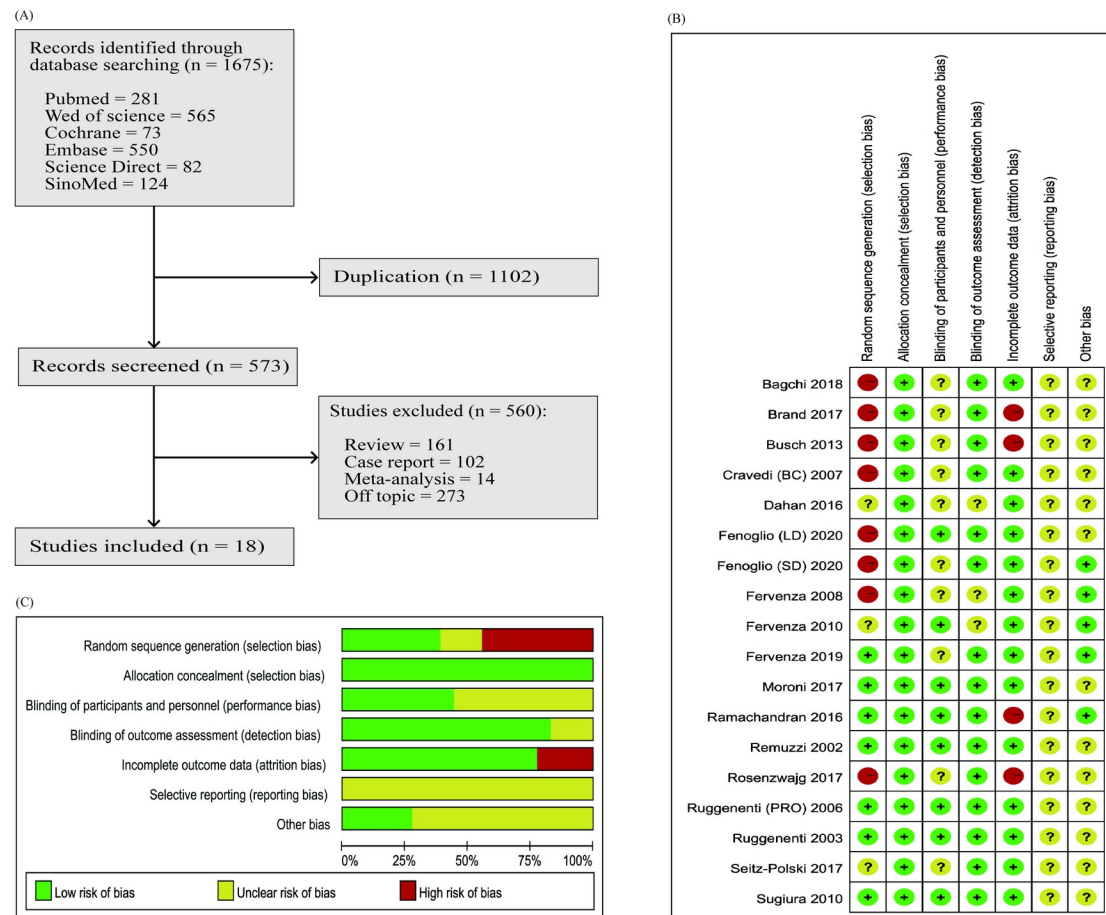 (A)
Records identified through
database searching (n = 1675):
Pubmed = 281
Wed of science = 565
Cochrane = 73
Embase = 550
Science Direct = 82
SinoMed = 124
Duplication (n = 1102)
Records secreened (n = 573)
Studies excluded (n = 560):
Review = 161
Case report = 102
Meta-analysis = 14
Off topic = 273
Studies included (n = 18)
(B)
Random sequence generation (selection bias)
Allocation concealment (selection bias)
Blinding of participants and personnel (performance bias)
Blinding of outcome assessment (detection bias)
Incomplete outcome data (attrition bias)
Selective reporting (reporting bias)
Other bias
Bagchi 2018 - + ? + + ? ?
Brand 2017 - + ? + - ? ?
Busch 2013 - + ? + - ? ?
Cravedi (BC) 2007 - + ? + + ? ?
Dahan 2016 ? + ? ? + ? ?
Fenoglio (LD) 2020 - + + + + ? ?
Fenoglio (SD) 2020 - + ? + + ? +
Fervenza 2008 - + ? ? + ? +
Fervenza 2010 ? + + ? + ? +
Fervenza 2019 + + ? + + ? +
Moroni 2017 + + + + + ? ?
Ramachandran 2016 + + + + - ? +
Remuzzi 2002 + + + + + ? ?
Rosenzwajg 2017 - + ? + - ? ?
Ruggenenti (PRO) 2006 + + + + + ? ?
Ruggenenti 2003 + + + + + ? ?
Seitz-Polski 2017 ? + ? + + ? ?
Sugiura 2010 + + + + + ? ?
(C)
Random sequence generation (selection bias)
Allocation concealment (selection bias)
Blinding of participants and personnel (performance bias)
Blinding of outcome assessment (detection bias)
Incomplete outcome data (attrition bias)
Selective reporting (reporting bias)
Other bias
0% 25% 50% 75% 100%
Low risk of bias Unclear risk of bias High risk of bias